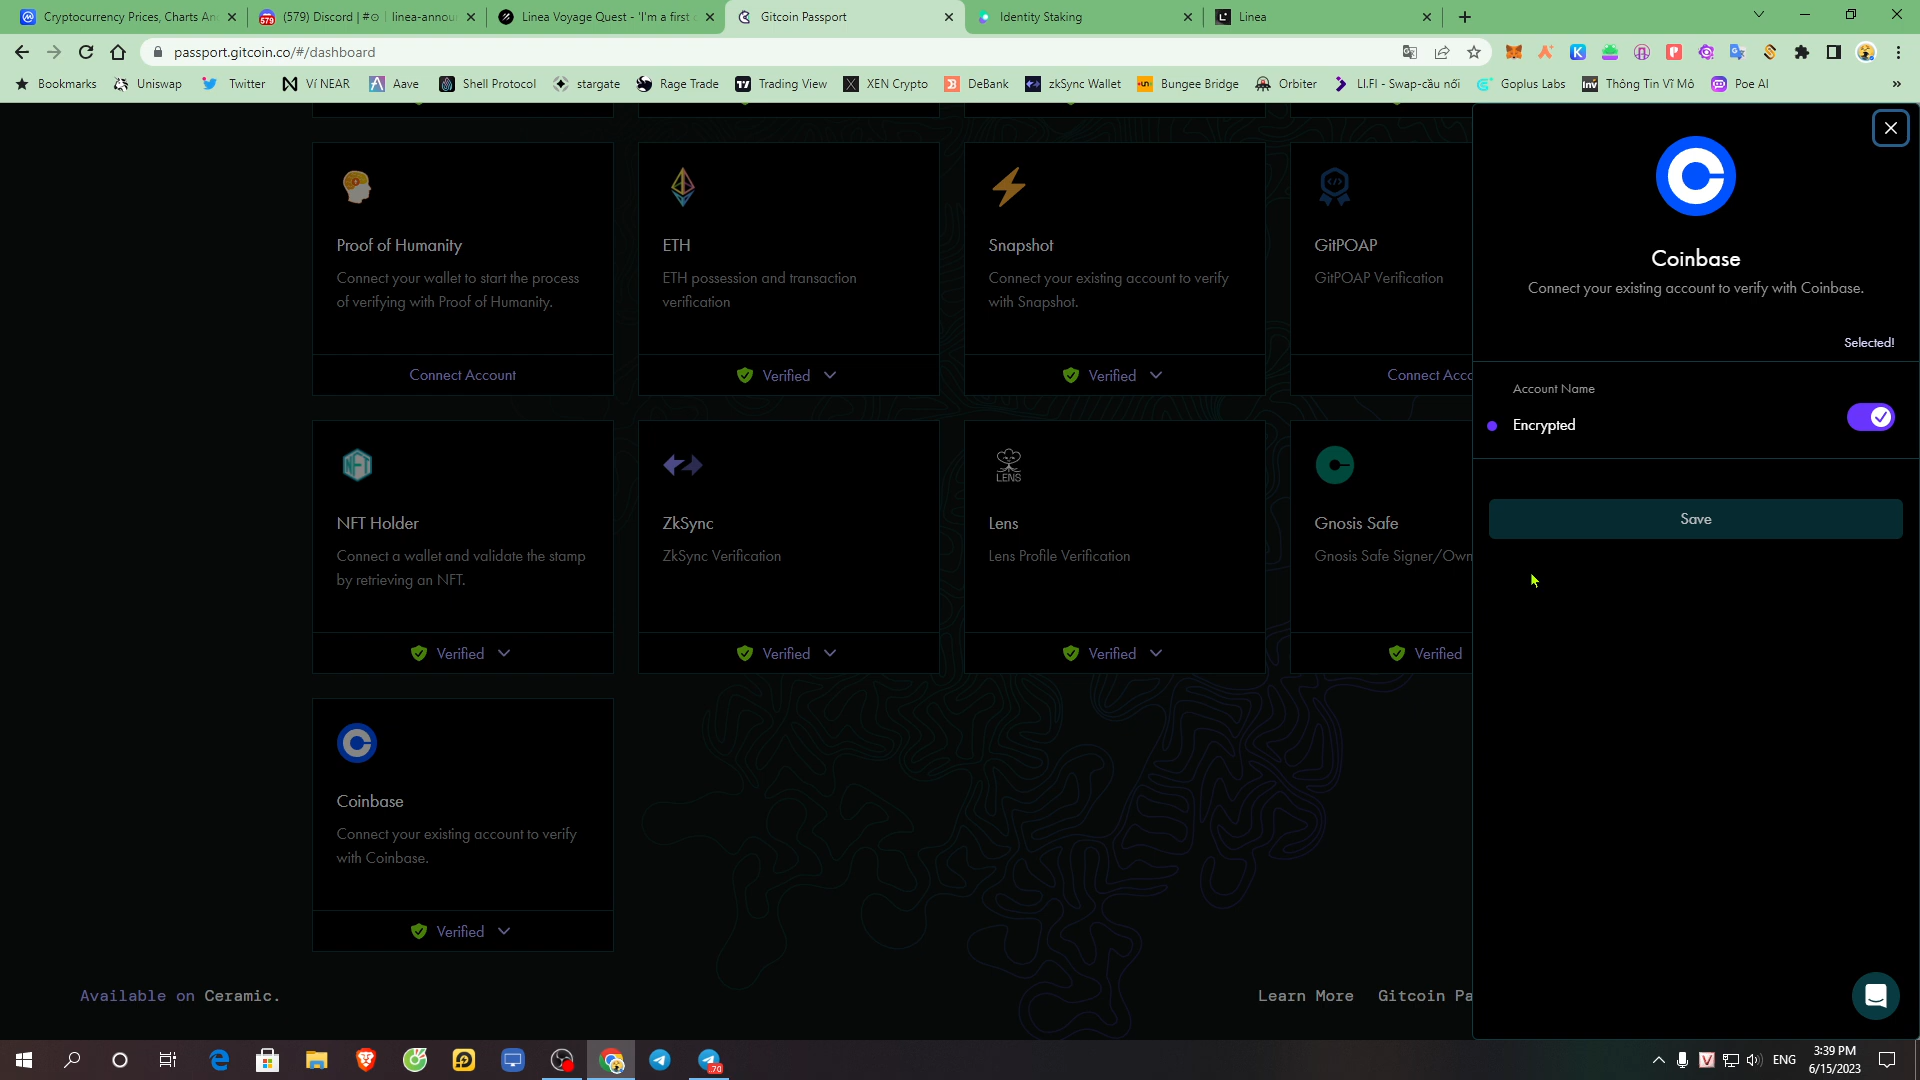 Cryptocurrency Prices, Charts An
(579) Discord | #⊙ | linea-annou
Linea Voyage Quest - 'I'm a first
Gitcoin Passport
Identity Staking
Linea
passport.gitcoin.co/#/dashboard
Bookmarks
Uniswap
Twitter
Ví NEAR
Aave
Shell Protocol
stargate
Rage Trade
Trading View
XEN Crypto
DeBank
zkSync Wallet
Bungee Bridge
Orbiter
LI.FI - Swap-cầu nối
Goplus Labs
Thông Tin Vĩ Mô
Poe AI
»
Proof of Humanity
Connect your wallet to start the process
of verifying with Proof of Humanity.
Connect Account
ETH
ETH possession and transaction
verification
Verified
Snapshot
Connect your existing account to verify
with Snapshot.
Verified
GitPOAP
GitPOAP Verification
Connect Acco
NFT Holder
Connect a wallet and validate the stamp
by retrieving an NFT.
Verified
ZkSync
ZkSync Verification
Verified
LENS
Lens
Lens Profile Verification
Verified
Gnosis Safe
Gnosis Safe Signer/Own
Verified
Coinbase
Connect your existing account to verify
with Coinbase.
Verified
Coinbase
Connect your existing account to verify with Coinbase.
Selected!
Account Name
Encrypted
Save
Available on Ceramic.
Learn More
Gitcoin Pa
ENG
3:39 PM
6/15/2023